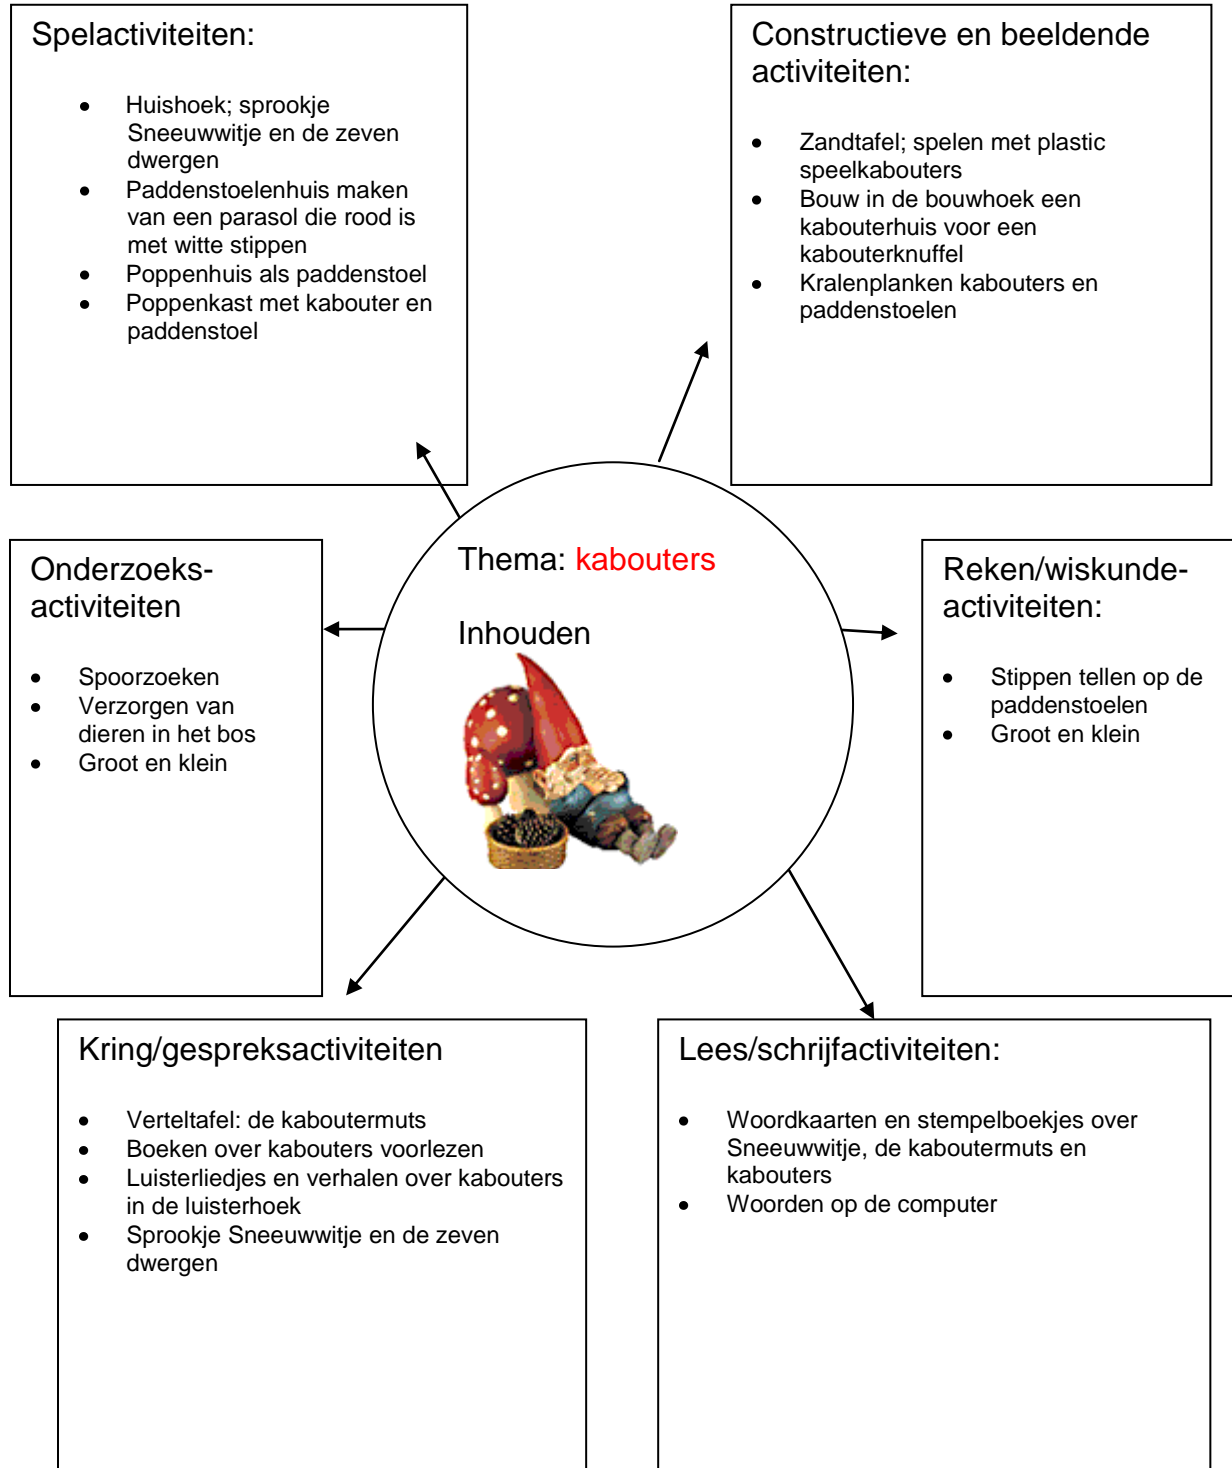 Spelactiviteiten:
• Huishoek; sprookje
Sneeuwwitje en de zeven
dwergen
• Paddenstoelenhuis maken
van een parasol die rood is
met witte stippen
• Poppenhuis als paddenstoel
• Poppenkast met kabouter en
paddenstoel
Constructieve en beeldende
activiteiten:
• Zandtafel; spelen met plastic
speelkabouters
• Bouw in de bouwhoek een
kabouterhuis voor een
kabouterknuffel
• Kralenplanken kabouters en
paddenstoelen
Onderzoeks-
activiteiten
• Spoorzoeken
• Verzorgen van
dieren in het bos
• Groot en klein
Thema: kabouters
Inhouden
Reken/wiskunde-
activiteiten:
• Stippen tellen op de
paddenstoelen
• Groot en klein
Kring/gespreksactiviteiten
• Verteltafel: de kaboutermuts
• Boeken over kabouters voorlezen
• Luisterliedjes en verhalen over kabouters
in de luisterhoek
• Sprookje Sneeuwwitje en de zeven
dwergen
Lees/schrijfactiviteiten:
• Woordkaarten en stempelboekjes over
Sneeuwwitje, de kaboutermuts en
kabouters
• Woorden op de computer